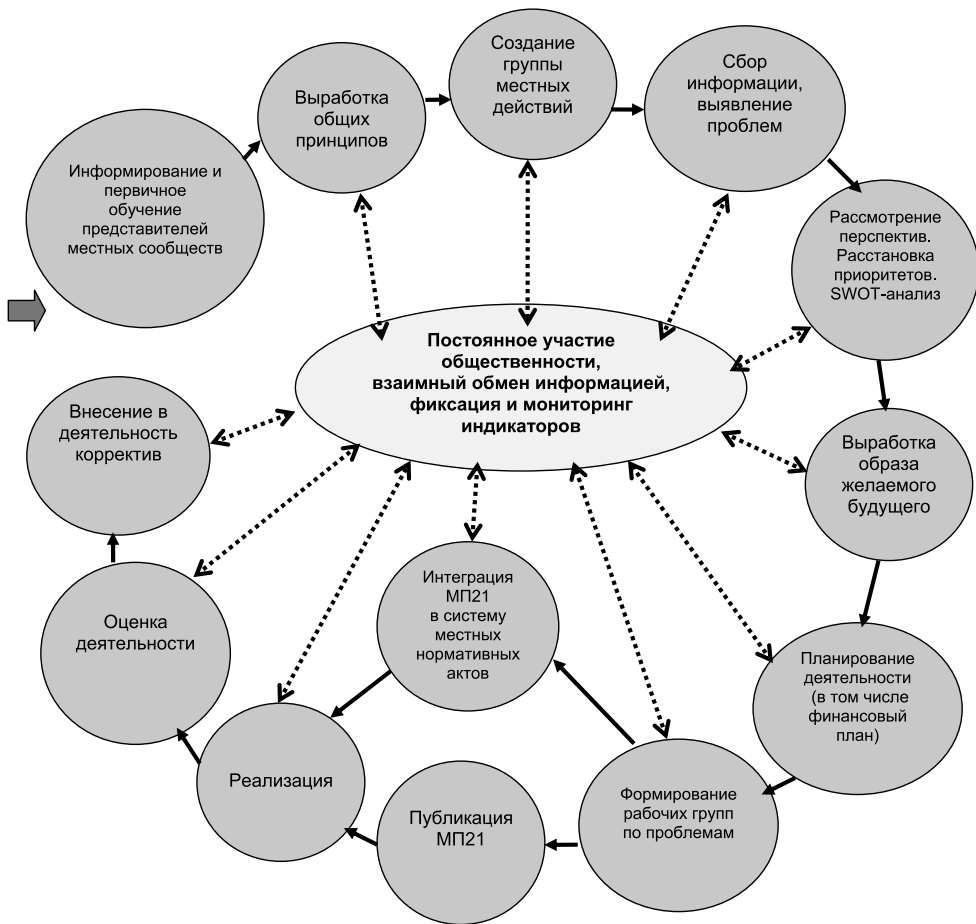 Информирование и
первичное
обучение
представителей
местных сообществ
Выработка
общих
принципов
Создание
группы
местных
действий
Сбор
информации,
выявление
проблем
Рассмотрение
перспектив.
Расстановка
приоритетов.
SWOT-анализ
Выработка
образа
желаемого
будущего
Планирование
деятельности
(в том числе
финансовый
план)
Формирование
рабочих групп
по проблемам
Интеграция
МП21
в систему
местных
нормативных
актов
Публикация
МП21
Реализация
Оценка
деятельности
Внесение в
деятельность
корректив
Постоянное участие
общественности,
взаимный обмен информацией,
фиксация и мониторинг
индикаторов